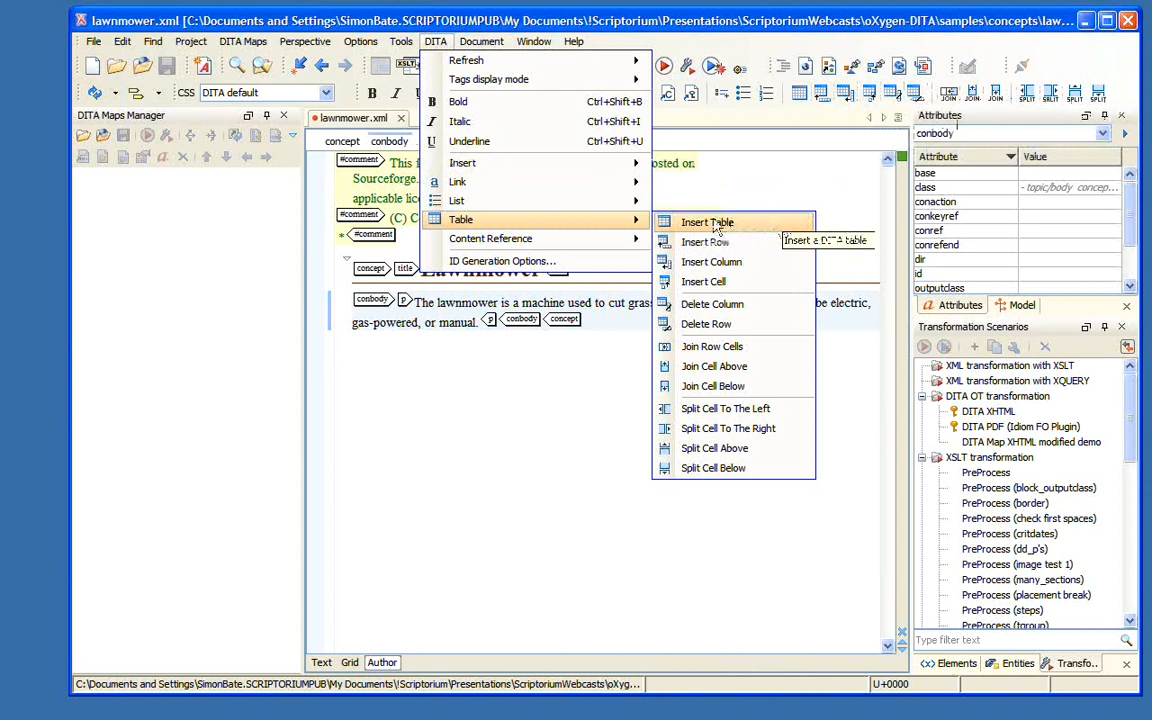 lawnmower.xml [C:\Documents and Settings\SimonBate.SCRIPTORIUMPUB\My Documents\!Scriptorium\Presentations\ScriptoriumWebcasts\oXygen-DITA\samples\concepts\law...
File Edit Find Project DITA Maps Perspective Options Tools DITA Document Window Help
XSLT
CSS DITA default B I U
JOIN JOIN JOIN SPLIT SPLIT SPLIT SPLIT
DITA Maps Manager
lawnmower.xml
concept conbody
#comment This f osted on
Sourceforge.
applicable lice
#comment (C) C
* #comment
concept title Lawnmower
conbody p The lawnmower is a machine used to cut grass be electric,
gas-powered, or manual. p conbody concept
Refresh
Tags display mode
B Bold Ctrl+Shift+B
I Italic Ctrl+Shift+I
U Underline Ctrl+Shift+U
Insert
Link
List
Table
Content Reference
ID Generation Options...
Insert Table
Insert a DITA table
Insert Row
Insert Column
Insert Cell
Delete Column
Delete Row
Join Row Cells
Join Cell Above
Join Cell Below
Split Cell To The Left
Split Cell To The Right
Split Cell Above
Split Cell Below
Attributes
conbody
Attribute Value
base
class - topic/body concep...
conaction
conkeyref
conref
conrefend
dir
id
outputclass
Attributes Model
Transformation Scenarios
XML transformation with XSLT
XML transformation with XQUERY
DITA OT transformation
DITA XHTML
DITA PDF (Idiom FO Plugin)
DITA Map XHTML modified demo
XSLT transformation
PreProcess
PreProcess (block_outputclass)
PreProcess (border)
PreProcess (check first spaces)
PreProcess (critdates)
PreProcess (dd_p's)
PreProcess (image test 1)
PreProcess (many_sections)
PreProcess (placement break)
PreProcess (steps)
PreProcess (tgroup)
Type filter text
Elements Entities Transfo...
Text Grid Author
C:\Documents and Settings\SimonBate.SCRIPTORIUMPUB\My Documents\!Scriptorium\Presentations\ScriptoriumWebcasts\oXyg... U+0000